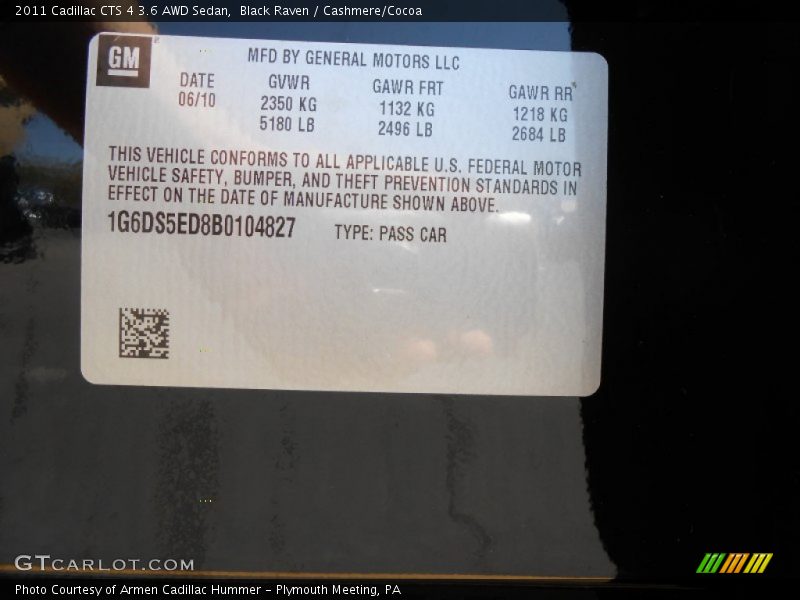 2011 Cadillac CTS 4 3.6 AWD Sedan,  Black Raven / Cashmere/Cocoa
GM
MFD BY GENERAL MOTORS LLC
DATE GVWR GAWR FRT GAWR RR
06/10 2350 KG 1132 KG 1218 KG
5180 LB 2496 LB 2684 LB
THIS VEHICLE CONFORMS TO ALL APPLICABLE U.S. FEDERAL MOTOR
VEHICLE SAFETY, BUMPER, AND THEFT PREVENTION STANDARDS IN
EFFECT ON THE DATE OF MANUFACTURE SHOWN ABOVE.
1G6DS5ED8B0104827 TYPE: PASS CAR
GTCARLOT.COM
Photo Courtesy of Armen Cadillac Hummer - Plymouth Meeting, PA